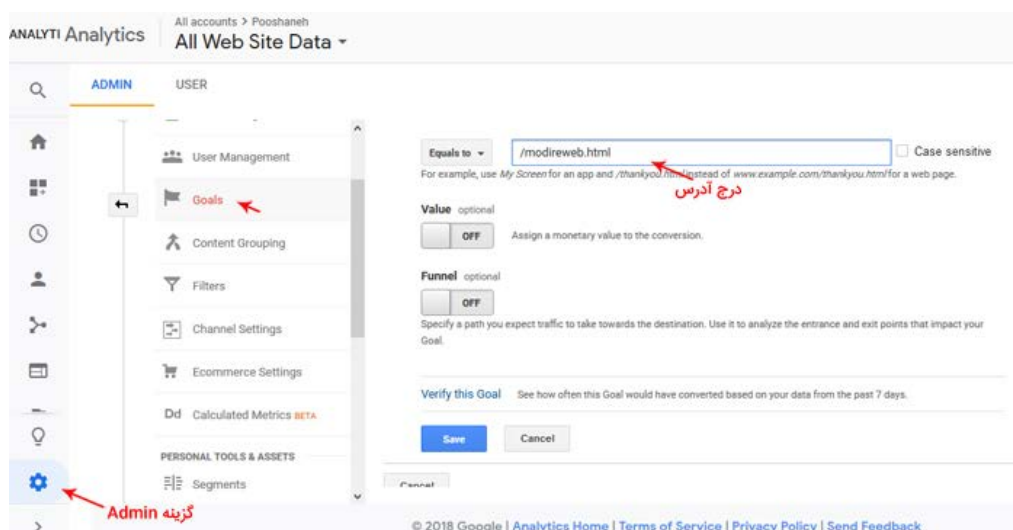 ANALYTI Analytics
All accounts > Pooshaneh
All Web Site Data
ADMIN USER
User Management
Goals
Content Grouping
Filters
Channel Settings
Ecommerce Settings
Dd Calculated Metrics BETA
PERSONAL TOOLS & ASSETS
Segments
گزینه Admin
Equals to /modireweb.html Case sensitive
For example, use My Screen for an app and /thankyou.html instead of www.example.com/thankyou.html for a web page.
درج آدرس
Value optional
OFF Assign a monetary value to the conversion.
Funnel optional
OFF
Specify a path you expect traffic to take towards the destination. Use it to analyze the entrance and exit points that impact your
Goal.
Verify this Goal See how often this Goal would have converted based on your data from the past 7 days.
Save Cancel
Cancel
© 2018 Google | Analytics Home | Terms of Service | Privacy Policy | Send Feedback